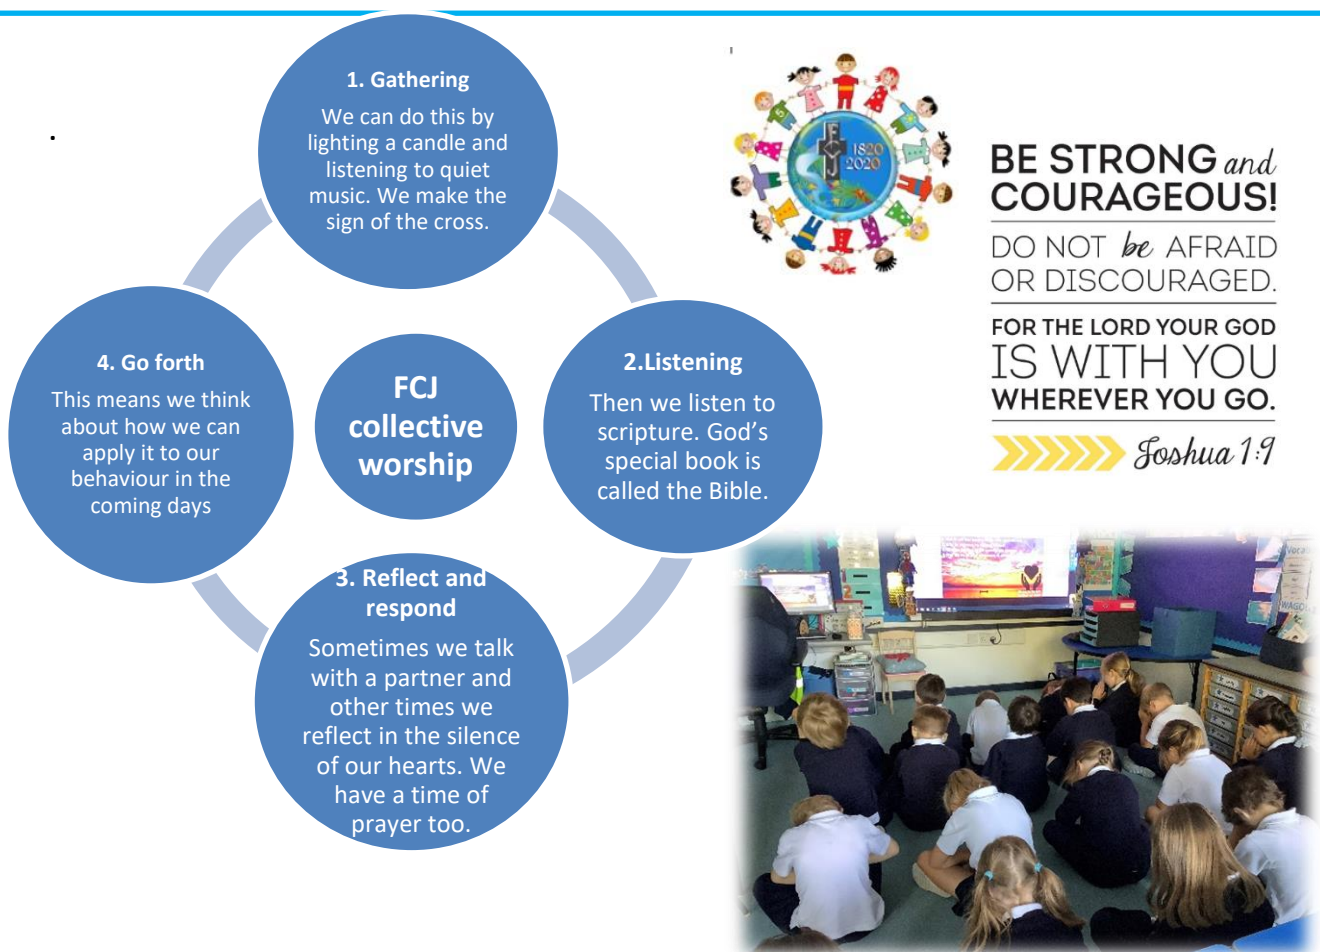 1. Gathering
We can do this by
lighting a candle and
listening to quiet
music. We make the
sign of the cross.
2.Listening
Then we listen to
scripture. God’s
special book is
called the Bible.
3. Reflect and
respond
Sometimes we talk
with a partner and
other times we
reflect in the silence
of our hearts. We
have a time of
prayer too.
4. Go forth
This means we think
about how we can
apply it to our
behaviour in the
coming days
FCJ
collective
worship
FCJ
1820
2020
BE STRONG and
COURAGEOUS!
DO NOT be AFRAID
OR DISCOURAGED.
FOR THE LORD YOUR GOD
IS WITH YOU
WHEREVER YOU GO.
Joshua 1:9